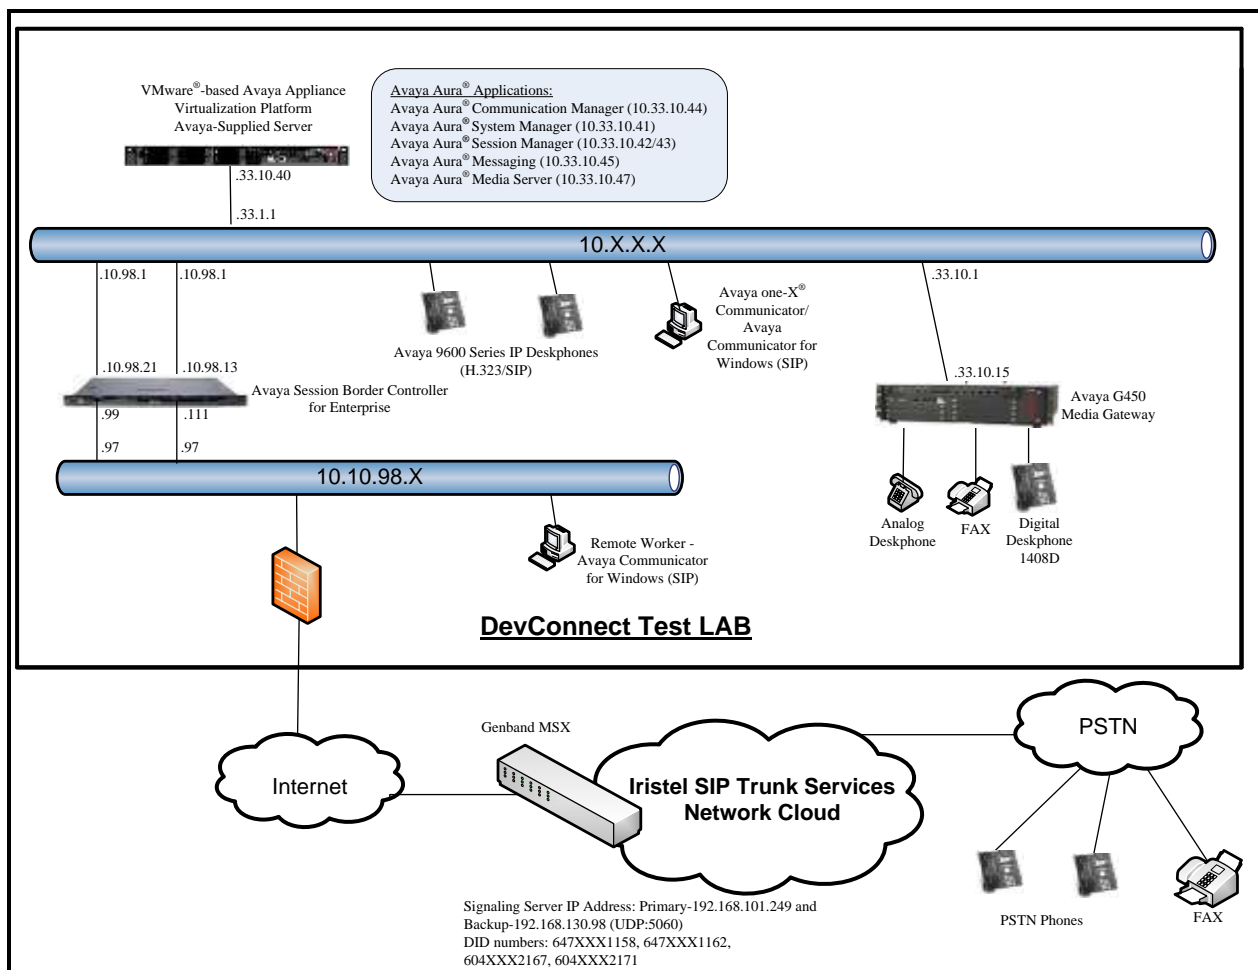 VMware®-based Avaya Appliance
Virtualization Platform
Avaya-Supplied Server
Avaya Aura® Applications:
Avaya Aura® Communication Manager (10.33.10.44)
Avaya Aura® System Manager (10.33.10.41)
Avaya Aura® Session Manager (10.33.10.42/43)
Avaya Aura® Messaging (10.33.10.45)
Avaya Aura® Media Server (10.33.10.47)
.33.10.40
.33.1.1
10.X.X.X
.10.98.1
.10.98.1
.33.10.1
Avaya one-X®
Communicator/
Avaya
Communicator for
Windows (SIP)
Avaya 9600 Series IP Deskphones
(H.323/SIP)
.10.98.21
.10.98.13
.33.10.15
Avaya Session Border Controller
for Enterprise
Avaya G450
Media Gateway
.99
.111
.97
.97
10.10.98.X
Analog
Deskphone
FAX
Digital
Deskphone
1408D
Remote Worker -
Avaya Communicator
for Windows (SIP)
DevConnect Test LAB
Genband MSX
PSTN
Internet
Iristel SIP Trunk Services
Network Cloud
Signaling Server IP Address: Primary-192.168.101.249 and
Backup-192.168.130.98 (UDP:5060)
DID numbers: 647XXX1158, 647XXX1162,
604XXX2167, 604XXX2171
PSTN Phones
FAX